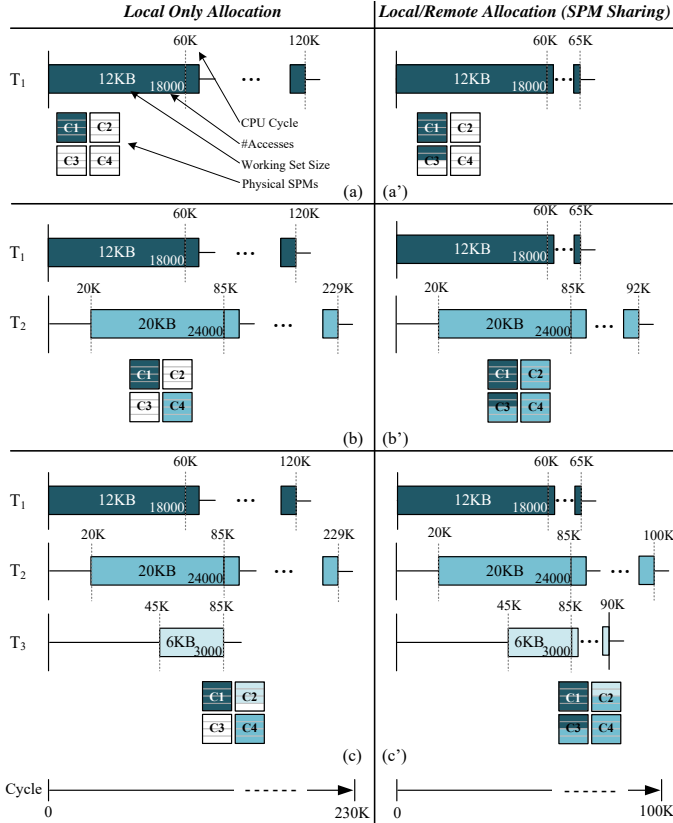 Local Only Allocation
Local/Remote Allocation (SPM Sharing)
60K 120K
T1 12KB 18000 ...
CPU Cycle
#Accesses
Working Set Size
Physical SPMs
C1 C2
C3 C4
(a)
60K 65K
12KB 18000 ...
C1 C2
C3 C4
(a')
60K 120K
T1 12KB 18000 ...
20K 85K 229K
T2 20KB 24000 ...
C1 C2
C3 C4
(b)
60K 65K
12KB 18000 ...
20K 85K 92K
20KB 24000 ...
C1 C2
C3 C4
(b')
60K 120K
T1 12KB 18000 ...
20K 85K 229K
T2 20KB 24000 ...
45K 85K
T3 6KB 3000
C1 C2
C3 C4
(c)
60K 65K
12KB 18000 ...
20K 85K 100K
20KB 24000 ...
45K 85K 90K
6KB 3000 ...
C1 C2
C3 C4
(c')
Cycle
0 230K
0 100K